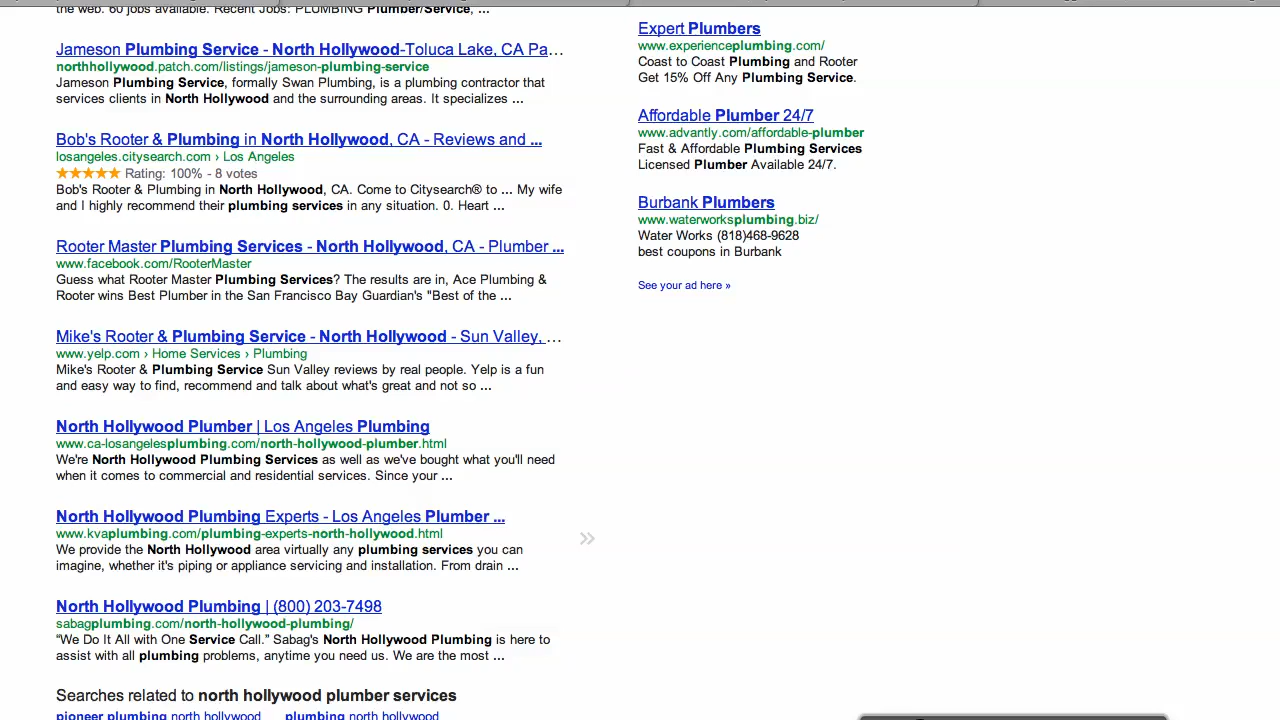 the web. 60 jobs available. Recent Jobs: PLUMBING Plumber/Service, ...
Jameson Plumbing Service - North Hollywood-Toluca Lake, CA Pa...
northhollywood.patch.com/listings/jameson-plumbing-service
Jameson Plumbing Service, formally Swan Plumbing, is a plumbing contractor that
services clients in North Hollywood and the surrounding areas. It specializes ...
Bob's Rooter & Plumbing in North Hollywood, CA - Reviews and ...
losangeles.citysearch.com › Los Angeles
Rating: 100% - 8 votes
Bob's Rooter & Plumbing in North Hollywood, CA. Come to Citysearch® to ... My wife
and I highly recommend their plumbing services in any situation. 0. Heart ...
Rooter Master Plumbing Services - North Hollywood, CA - Plumber ...
www.facebook.com/RooterMaster
Guess what Rooter Master Plumbing Services? The results are in, Ace Plumbing &
Rooter wins Best Plumber in the San Francisco Bay Guardian's "Best of the ...
Mike's Rooter & Plumbing Service - North Hollywood - Sun Valley, ...
www.yelp.com › Home Services › Plumbing
Mike's Rooter & Plumbing Service Sun Valley reviews by real people. Yelp is a fun
and easy way to find, recommend and talk about what's great and not so ...
North Hollywood Plumber | Los Angeles Plumbing
www.ca-losangelesplumbing.com/north-hollywood-plumber.html
We're North Hollywood Plumbing Services as well as we've bought what you'll need
when it comes to commercial and residential services. Since your ...
North Hollywood Plumbing Experts - Los Angeles Plumber ...
www.kvaplumbing.com/plumbing-experts-north-hollywood.html
We provide the North Hollywood area virtually any plumbing services you can
imagine, whether it's piping or appliance servicing and installation. From drain ...
North Hollywood Plumbing | (800) 203-7498
sabagplumbing.com/north-hollywood-plumbing/
“We Do It All with One Service Call.” Sabag's North Hollywood Plumbing is here to
assist with all plumbing problems, anytime you need us. We are the most ...
Searches related to north hollywood plumber services
pioneer plumbing north hollywood plumbing north hollywood
Expert Plumbers
www.experienceplumbing.com/
Coast to Coast Plumbing and Rooter
Get 15% Off Any Plumbing Service.
Affordable Plumber 24/7
www.advantly.com/affordable-plumber
Fast & Affordable Plumbing Services
Licensed Plumber Available 24/7.
Burbank Plumbers
www.waterworksplumbing.biz/
Water Works (818)468-9628
best coupons in Burbank
See your ad here »
»